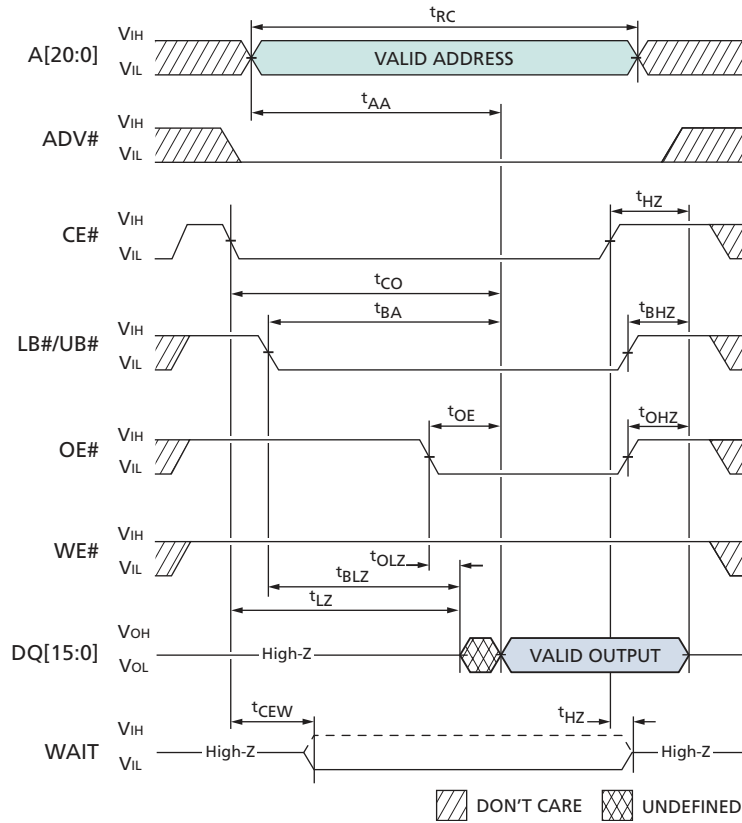 tRC
A[20:0]
VIH
VIL
VALID ADDRESS
tAA
ADV#
VIH
VIL
tHZ
CE#
VIH
VIL
tCO
tBA
tBHZ
LB#/UB#
VIH
VIL
tOE
tOHZ
OE#
VIH
VIL
WE#
VIH
VIL
tOLZ
tBLZ
tLZ
DQ[15:0]
VOH
VOL
High-Z
VALID OUTPUT
tCEW
tHZ
WAIT
VIH
VIL
High-Z
High-Z
DON'T CARE
UNDEFINED